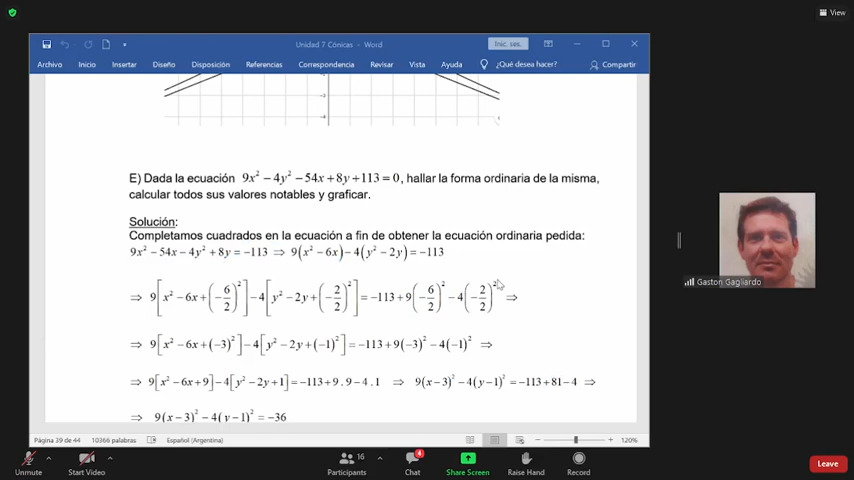 View
Unidad 7 Cónicas - Word
Inic. ses.
Archivo Inicio Insertar Diseño Disposición Referencias Correspondencia Revisar Vista Ayuda ¿Qué desea hacer? Compartir
E) Dada la ecuación 9x² − 4y² − 54x + 8y + 113 = 0, hallar la forma ordinaria de la misma,
calcular todos sus valores notables y graficar.
Solución:
Completamos cuadrados en la ecuación a fin de obtener la ecuación ordinaria pedida:
9x² − 54x − 4y² + 8y = −113 ⇒ 9(x² − 6x) − 4(y² − 2y) = −113
⇒ 9[x² − 6x + (−6/2)²] − 4[y² − 2y + (−2/2)²] = −113 + 9(−6/2)² − 4(−2/2)² ⇒
⇒ 9[x² − 6x + (−3)²] − 4[y² − 2y + (−1)²] = −113 + 9(−3)² − 4(−1)² ⇒
⇒ 9[x² − 6x + 9] − 4[y² − 2y + 1] = −113 + 9 . 9 − 4 . 1 ⇒ 9(x − 3)² − 4(y − 1)² = −113 + 81 − 4 ⇒
⇒ 9(x − 3)² − 4(y − 1)² = −36
Gaston Gagliardo
Página 39 de 44 10366 palabras Español (Argentina) 120%
16
4
Unmute Start Video Participants Chat Share Screen Raise Hand Record Leave